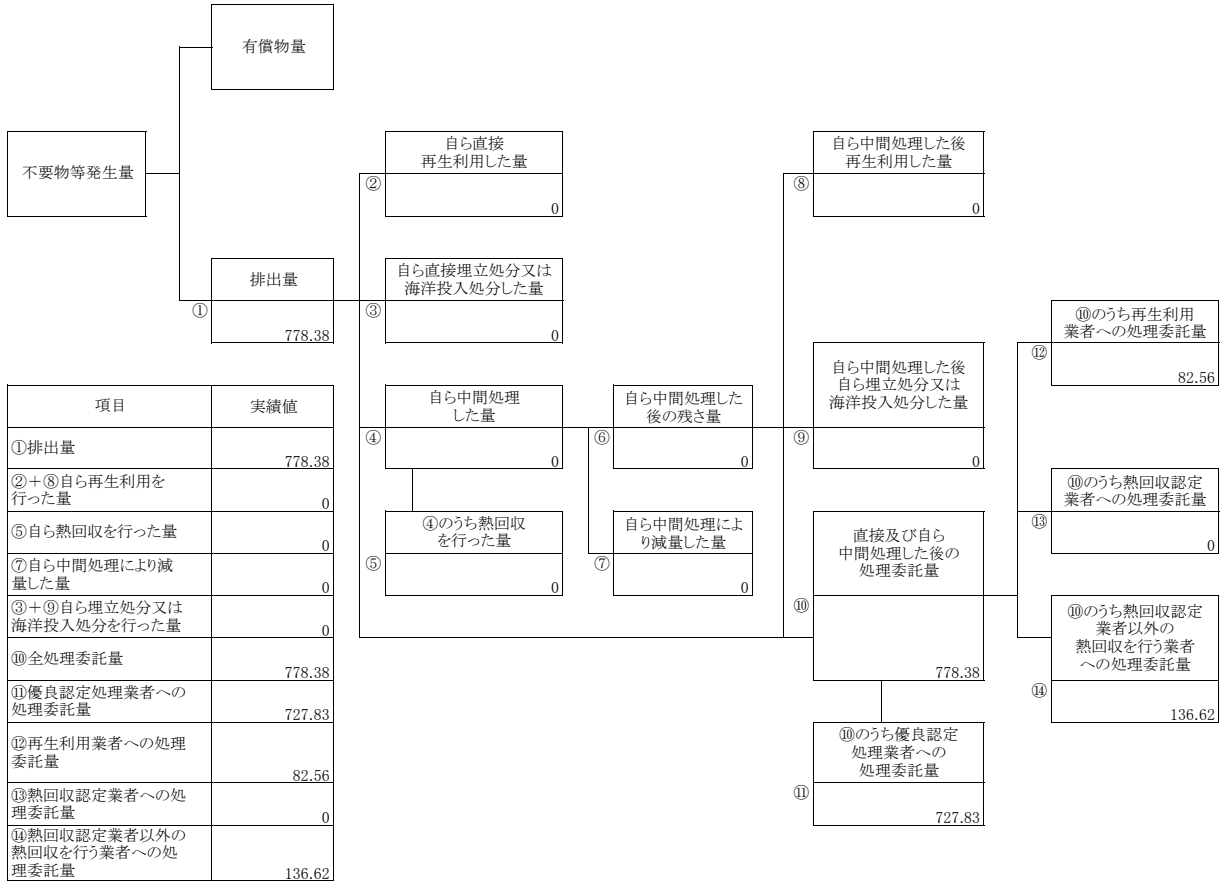 有償物量
不要物等発生量
自ら直接
再生利用した量
②
0
自ら中間処理した後
再生利用した量
⑧
0
排出量
①
778.38
自ら直接埋立処分又は
海洋投入処分した量
③
0
⑩のうち再生利用
業者への処理委託量
⑫
82.56
自ら中間処理した後
自ら埋立処分又は
海洋投入処分した量
⑨
0
自ら中間処理
した量
④
0
自ら中間処理した
後の残さ量
⑥
0
⑩のうち熱回収認定
業者への処理委託量
⑬
0
④のうち熱回収
を行った量
⑤
0
自ら中間処理によ
り減量した量
⑦
0
直接及び自ら
中間処理した後の
処理委託量
⑩
778.38
⑩のうち熱回収認定
業者以外の
熱回収を行う業者
への処理委託量
⑭
136.62
⑩のうち優良認定
処理業者への
処理委託量
⑪
727.83
項目 実績値
①排出量
778.38
②+⑧自ら再生利用を
行った量
0
⑤自ら熱回収を行った量
0
⑦自ら中間処理により減
量した量
0
③+⑨自ら埋立処分又は
海洋投入処分を行った量
0
⑩全処理委託量
778.38
⑪優良認定処理業者への
処理委託量
727.83
⑫再生利用業者への処理
委託量
82.56
⑬熱回収認定業者への処
理委託量
0
⑭熱回収認定業者以外の
熱回収を行う業者への処
理委託量
136.62